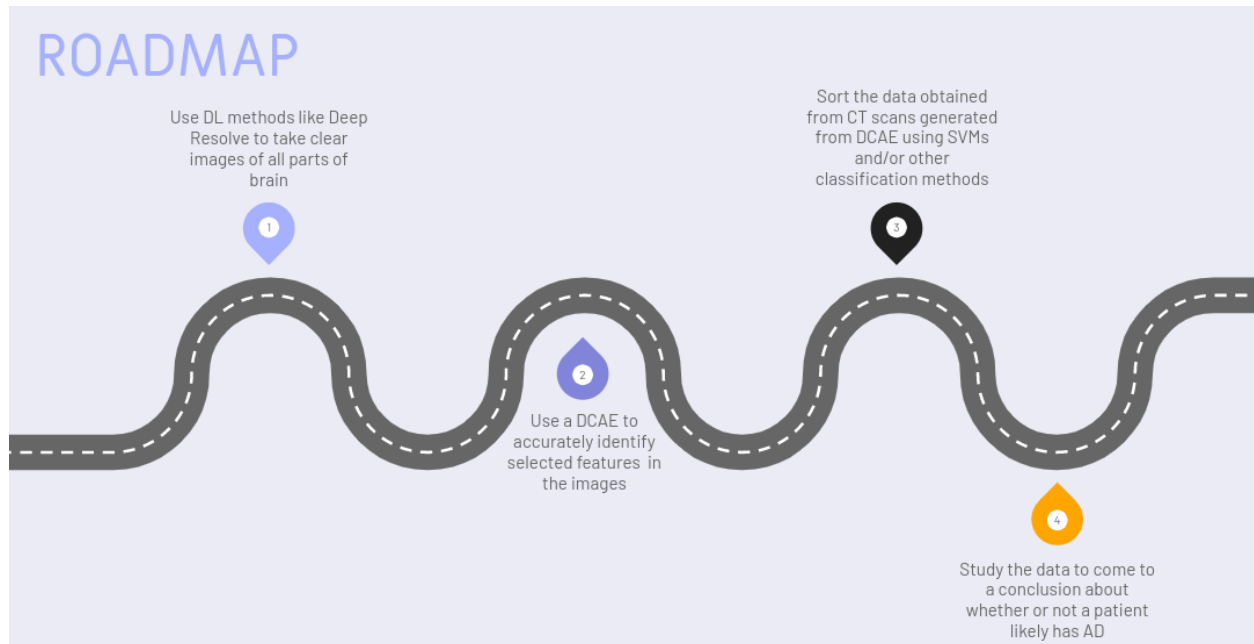 ROADMAP
Use DL methods like Deep
Resolve to take clear
images of all parts of
brain
1
2
Use a DCAE to
accurately identify
selected features in
the images
Sort the data obtained
from CT scans generated
from DCAE using SVMs
and/or other
classification methods
3
4
Study the data to come to
a conclusion about
whether or not a patient
likely has AD